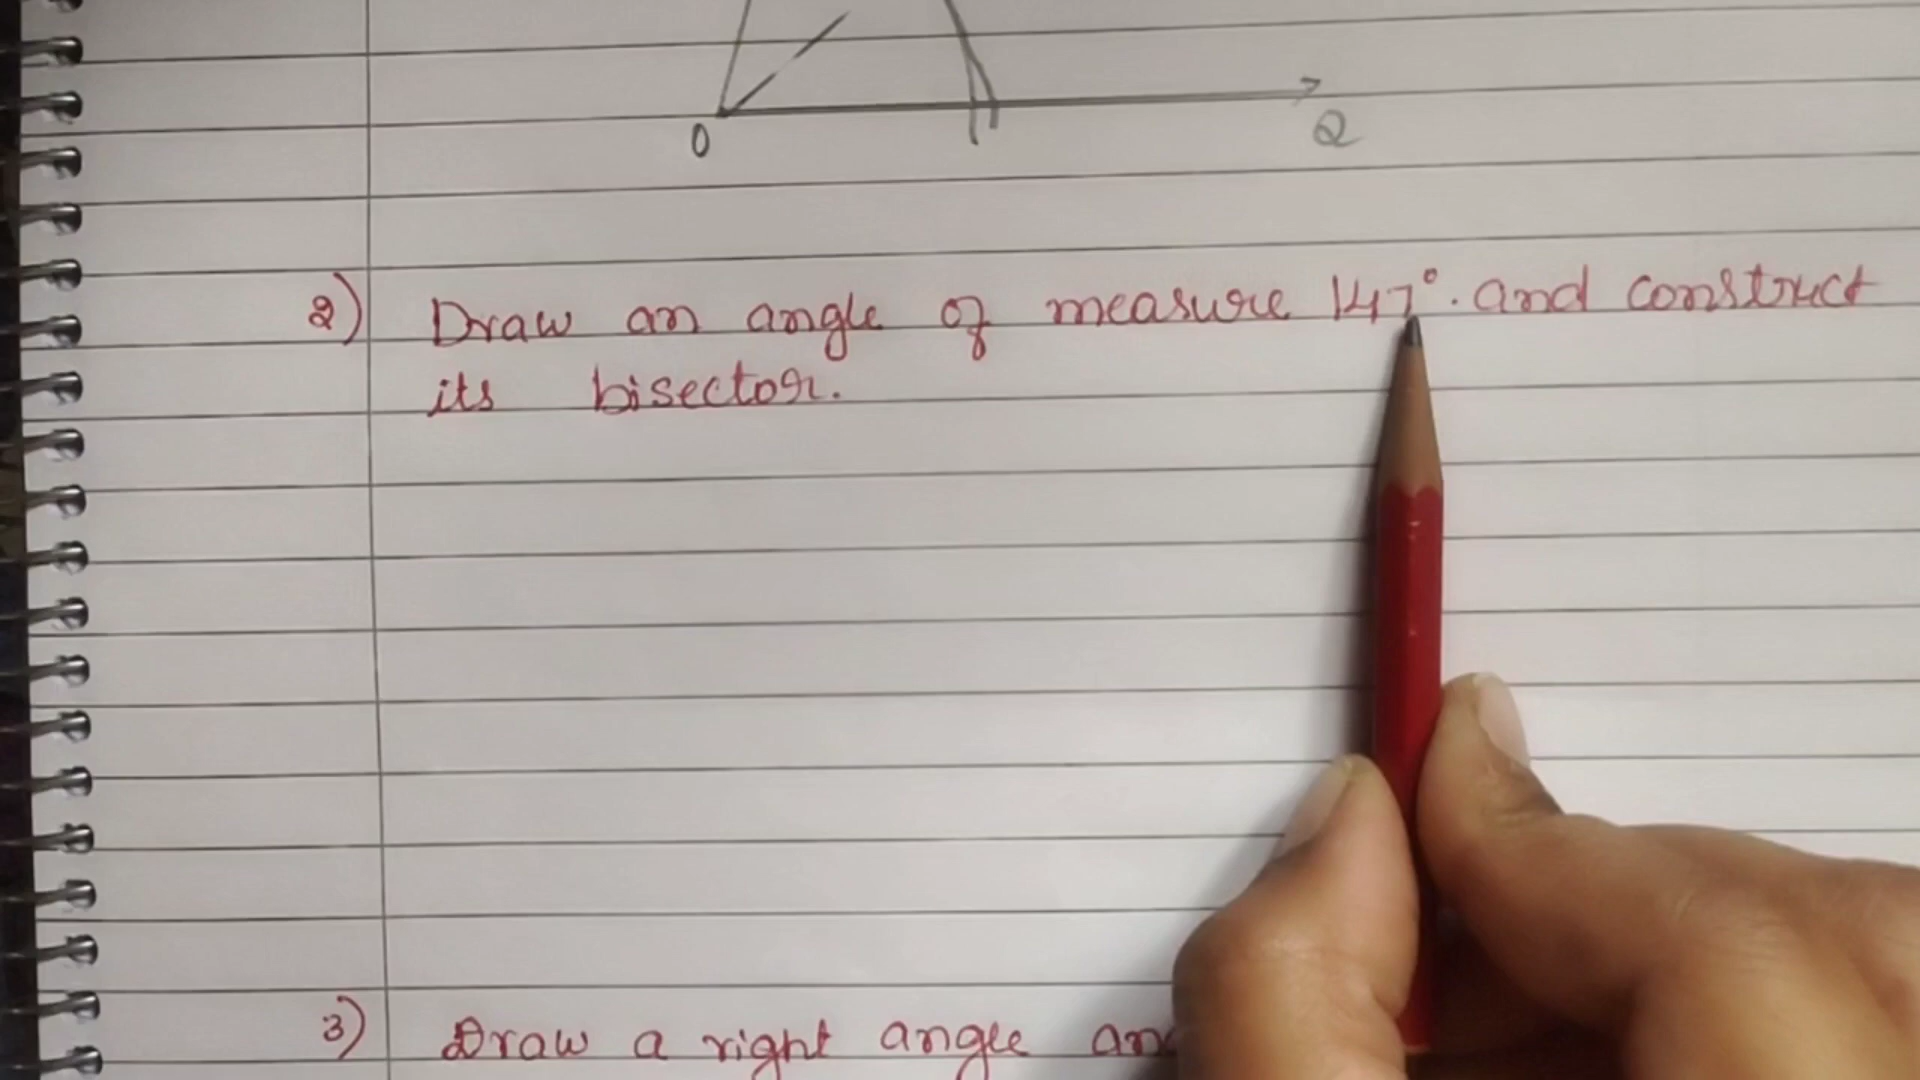 O
Q
2) Draw an angle of measure 147°. and construct
its bisector.
3) Draw a right angle